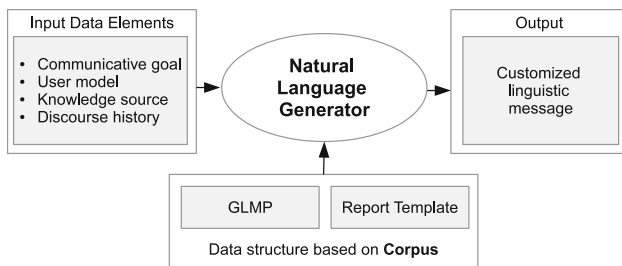 Input Data Elements
• Communicative goal
• User model
• Knowledge source
• Discourse history
Natural
Language
Generator
Output
Customized
linguistic
message
GLMP
Report Template
Data structure based on Corpus